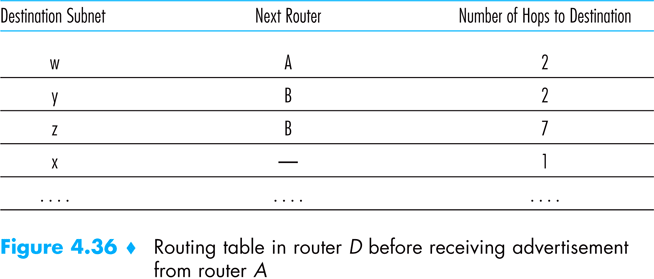 Destination Subnet Next Router Number of Hops to Destination
w A 2
y B 2
z B 7
x — 1
. . . . . . . . . . . .
Figure 4.36 ♦ Routing table in router D before receiving advertisement
from router A